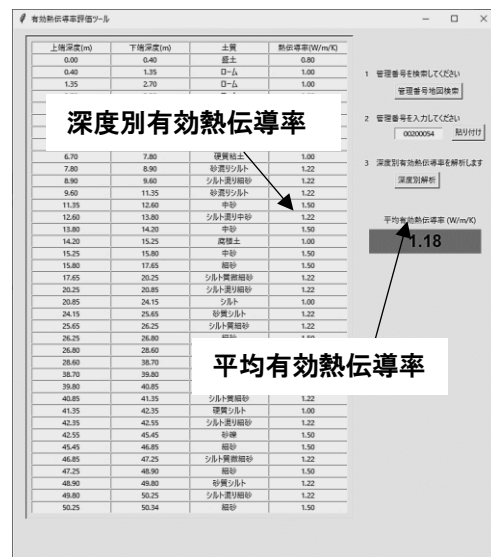 有効熱伝導率評価ツール
上端深度(m) 下端深度(m) 土質 熱伝導率(W/m/K)
0.00 0.40 盛土 0.80
0.40 1.35 ローム 1.00
1.35 2.70 ローム 1.00
深度別有効熱伝導率
6.70 7.80 硬質粘土 1.00
7.80 8.90 砂混りシルト 1.22
8.90 9.60 シルト混り細砂 1.22
9.60 11.35 砂混りシルト 1.22
11.35 12.60 中砂 1.50
12.60 13.80 シルト混り中砂 1.22
13.80 14.20 中砂 1.50
14.20 15.25 腐植土 1.00
15.25 15.80 中砂 1.50
15.80 17.65 細砂 1.50
17.65 20.25 シルト質微細砂 1.22
20.25 20.85 シルト混り細砂 1.22
20.85 24.15 シルト 1.00
24.15 25.65 砂質シルト 1.22
25.65 26.25 シルト質細砂 1.22
26.25 26.80 細砂 1.50
26.80 28.60
28.60 38.70
38.70 39.80
39.80 40.85
平均有効熱伝導率
40.85 41.35 シルト質細砂 1.22
41.35 42.35 硬質シルト 1.00
42.35 42.55 シルト混り細砂 1.22
42.55 45.45 砂礫 1.50
45.45 46.85 細砂 1.50
46.85 47.25 シルト質微細砂 1.22
47.25 48.90 細砂 1.50
48.90 49.80 砂質シルト 1.22
49.80 50.25 シルト混り細砂 1.22
50.25 50.34 細砂 1.50
1 管理番号を検索してください
管理番号地図検索
2 管理番号を入力してください
00200054 貼り付け
3 深度別有効熱伝導率を解析します
深度別解析
平均有効熱伝導率 (W/m/K)
1.18